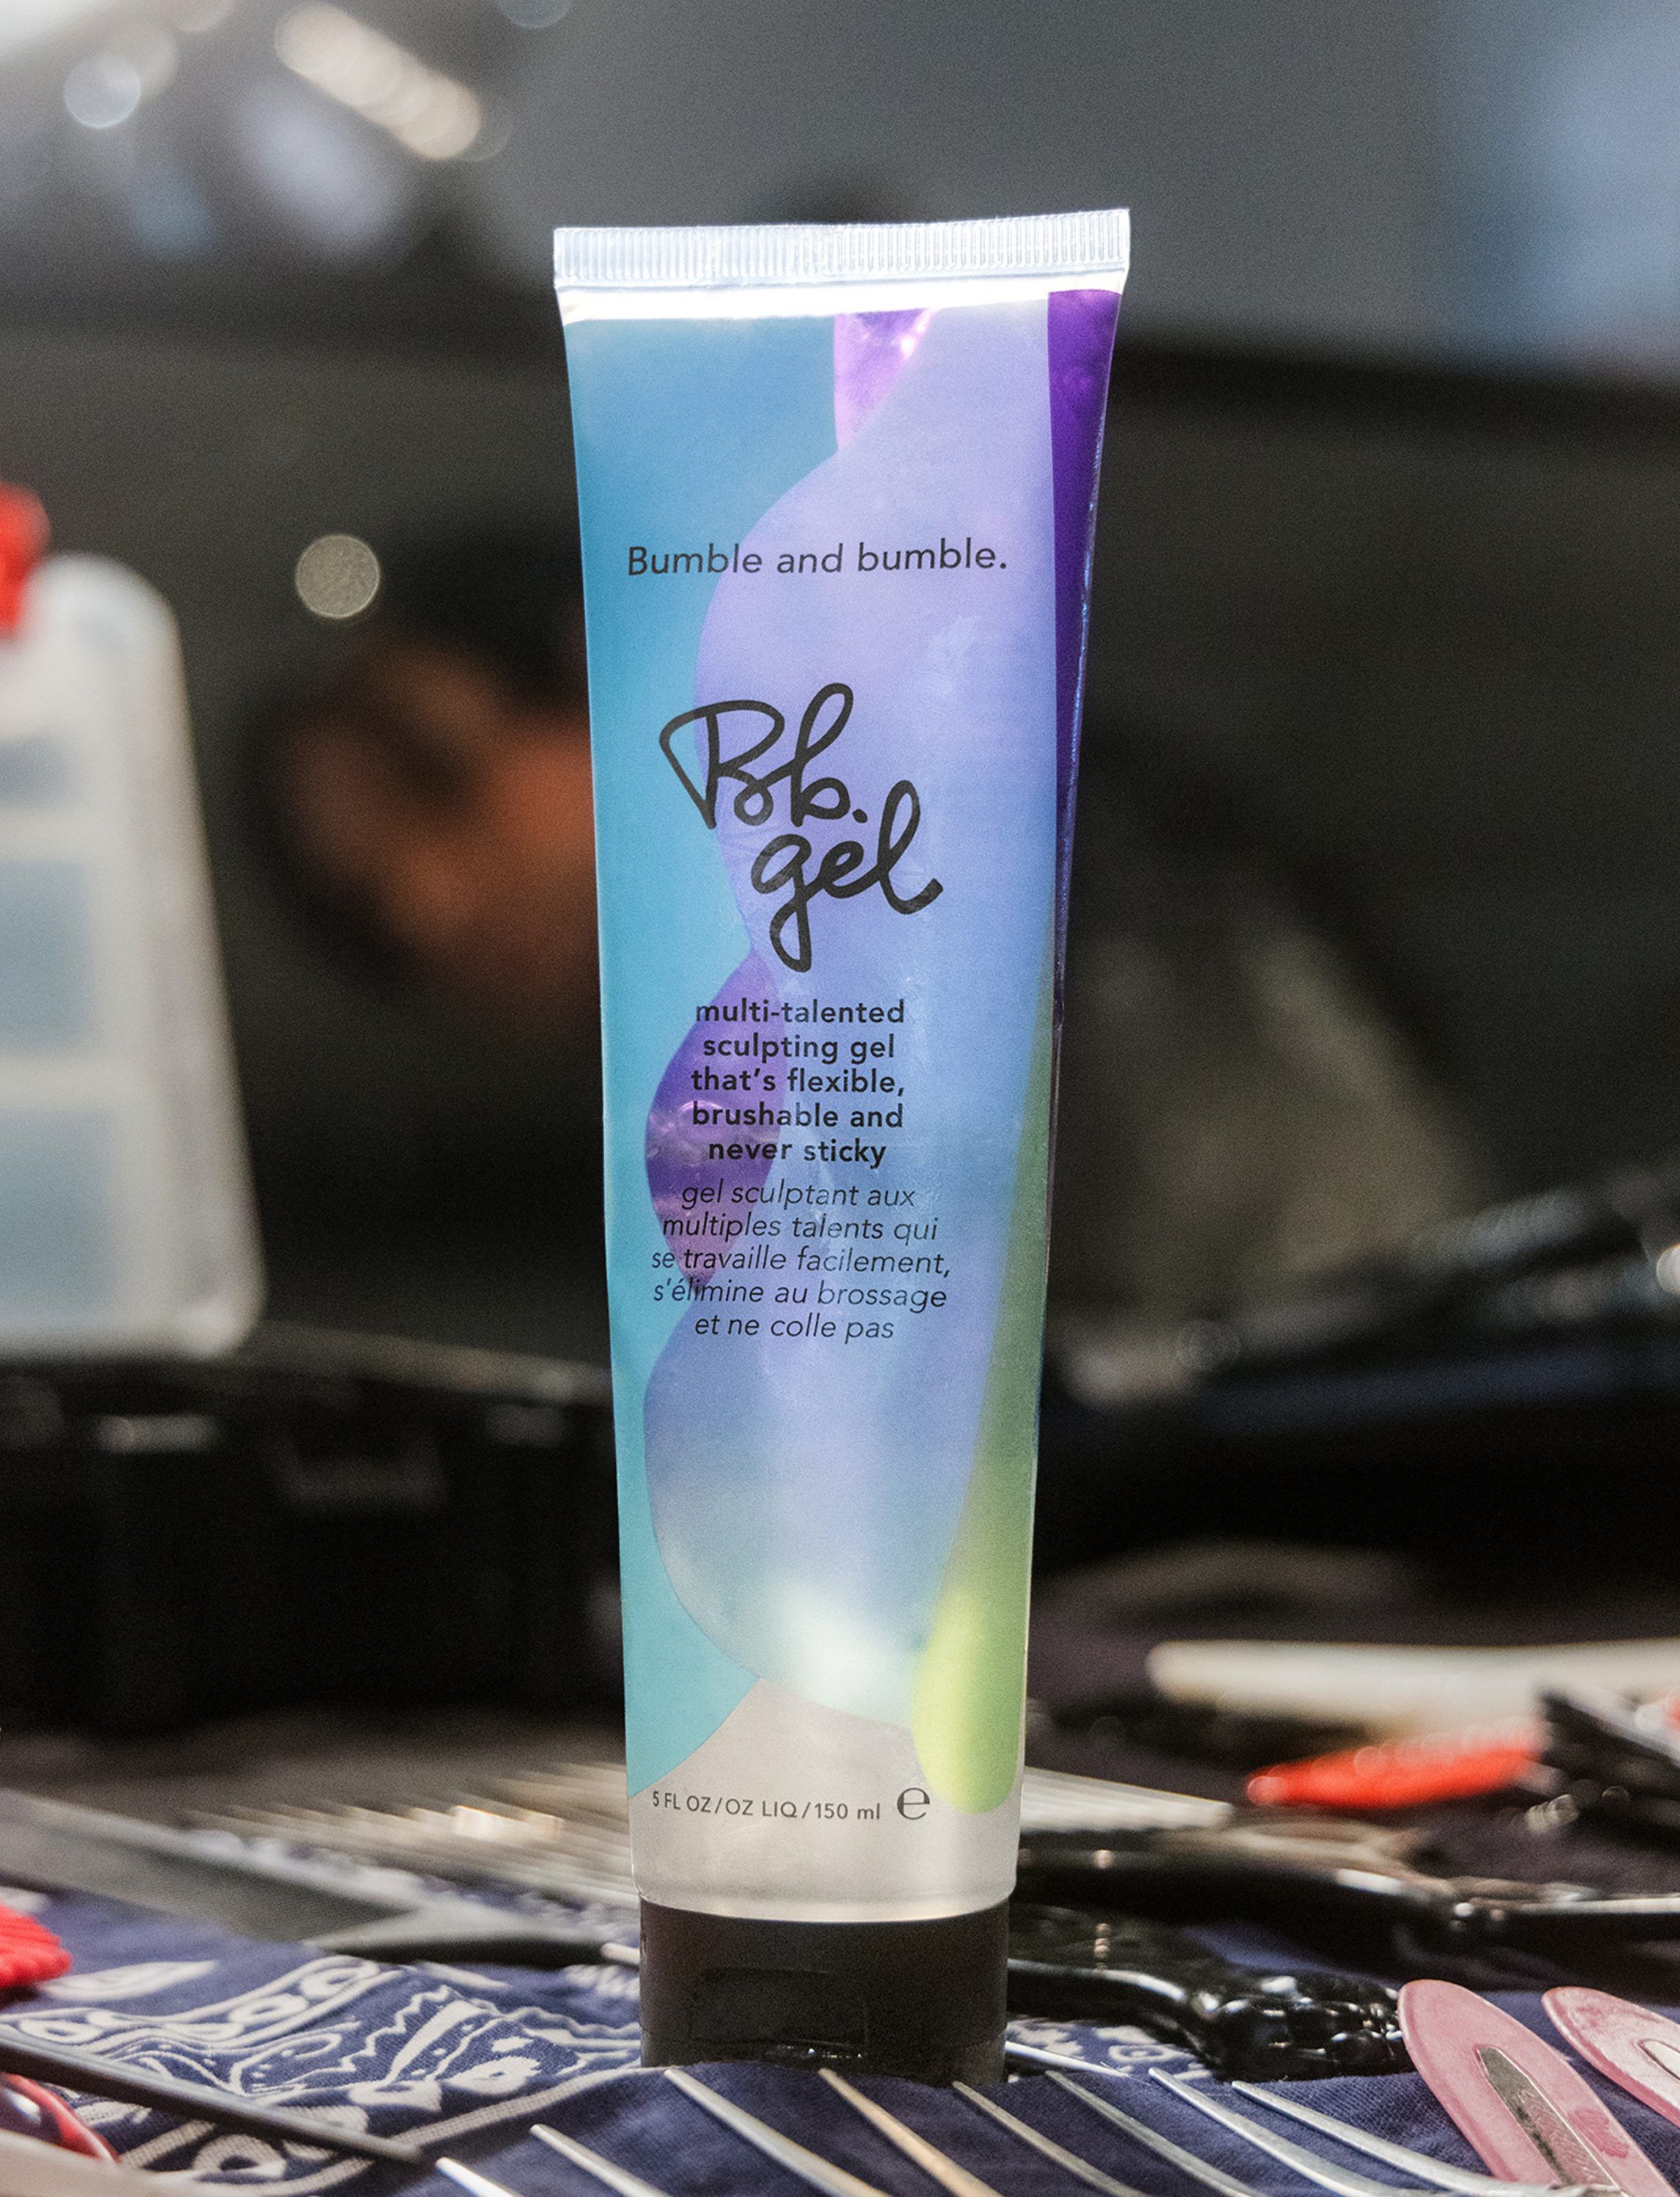 Bumble and bumble.
Bb.
gel
multi-talented
sculpting gel
that's flexible,
brushable and
never sticky
gel sculptant aux
multiples talents qui
se travaille facilement,
s'élimine au brossage
et ne colle pas
5 FL OZ/OZ LIQ/150 ml ℮